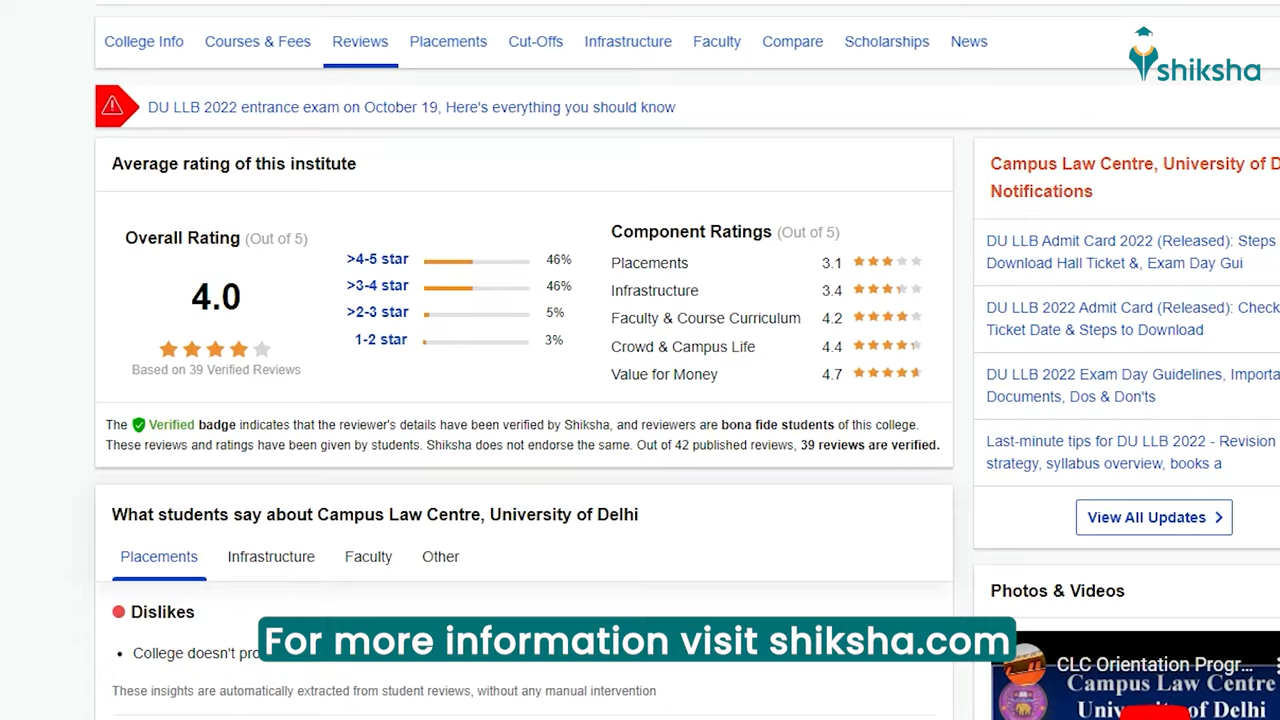 College Info Courses & Fees Reviews Placements Cut-Offs Infrastructure Faculty Compare Scholarships News
shiksha
DU LLB 2022 entrance exam on October 19, Here's everything you should know
Average rating of this institute
Overall Rating (Out of 5)
4.0
Based on 39 Verified Reviews
>4-5 star 46%
>3-4 star 46%
>2-3 star 5%
1-2 star 3%
Component Ratings (Out of 5)
Placements 3.1
Infrastructure 3.4
Faculty & Course Curriculum 4.2
Crowd & Campus Life 4.4
Value for Money 4.7
The Verified badge indicates that the reviewer's details have been verified by Shiksha, and reviewers are bona fide students of this college.
These reviews and ratings have been given by students. Shiksha does not endorse the same. Out of 42 published reviews, 39 reviews are verified.
What students say about Campus Law Centre, University of Delhi
Placements Infrastructure Faculty Other
Dislikes
College doesn't pro
These insights are automatically extracted from student reviews, without any manual intervention
For more information visit shiksha.com
Campus Law Centre, University of D
Notifications
DU LLB Admit Card 2022 (Released): Steps
Download Hall Ticket &, Exam Day Gui
DU LLB 2022 Admit Card (Released): Check
Ticket Date & Steps to Download
DU LLB 2022 Exam Day Guidelines, Importa
Documents, Dos & Don'ts
Last-minute tips for DU LLB 2022 - Revision
strategy, syllabus overview, books a
View All Updates
Photos & Videos
CLC Orientation Progr...
Campus Law Centre
of Delhi